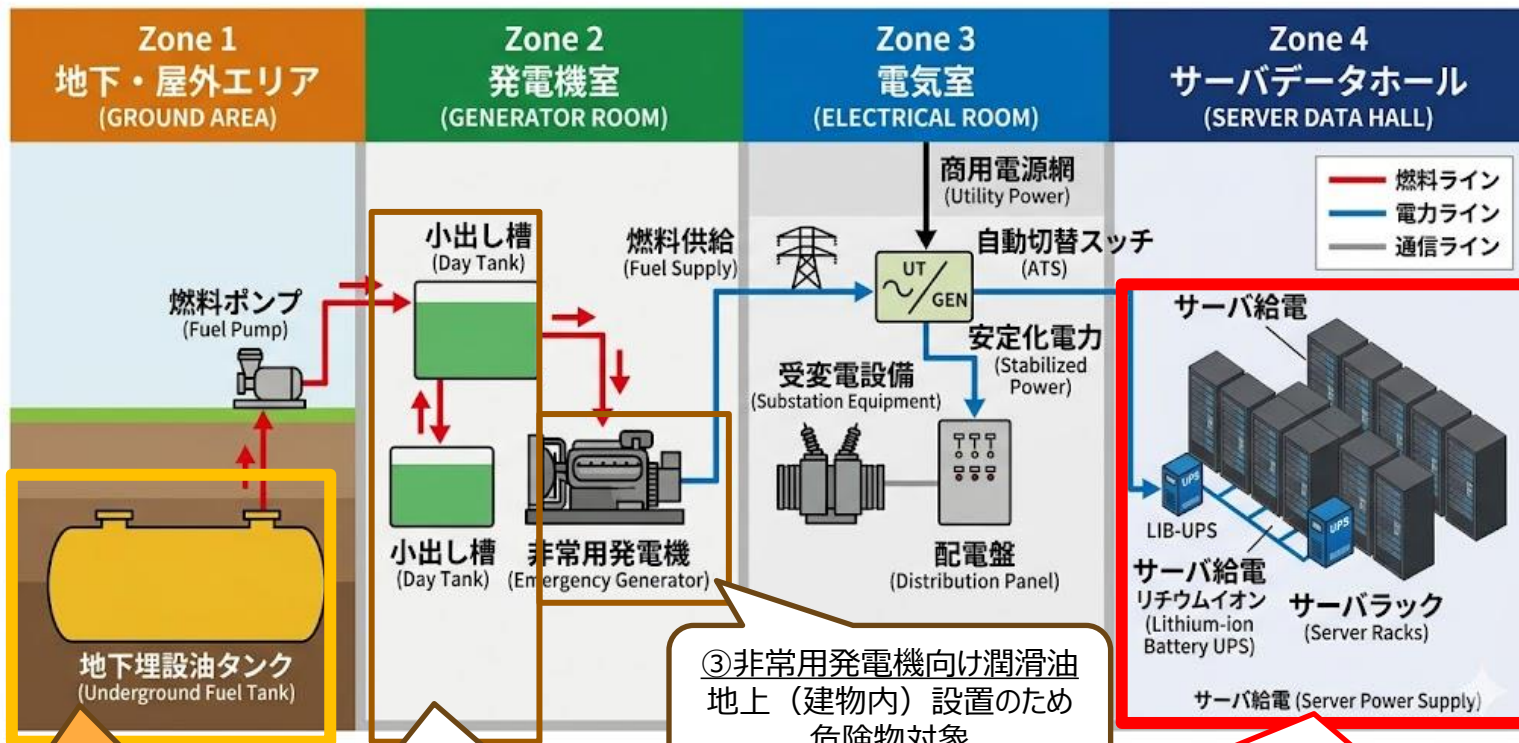 Zone 1
地下・屋外エリア
(GROUND AREA)
Zone 2
発電機室
(GENERATOR ROOM)
Zone 3
電気室
(ELECTRICAL ROOM)
Zone 4
サーバデータホール
(SERVER DATA HALL)
燃料ライン
電力ライン
通信ライン
商用電源網
(Utility Power)
小出し槽
(Day Tank)
燃料供給
(Fuel Supply)
自動切替スッチ
(ATS)
UT
GEN
燃料ポンプ
(Fuel Pump)
サーバ給電
安定化電力
(Stabilized
Power)
受変電設備
(Substation Equipment)
小出し槽
(Day Tank)
非常用発電機
(Emergency Generator)
配電盤
(Distribution Panel)
UPS
UPS
LIB-UPS
サーバ給電
リチウムイオン
(Lithium-ion
Battery UPS)
サーバラック
(Server Racks)
地下埋設油タンク
(Underground Fuel Tank)
サーバ給電 (Server Power Supply)
③非常用発電機向け潤滑油
地上（建物内）設置のため
危険物対象